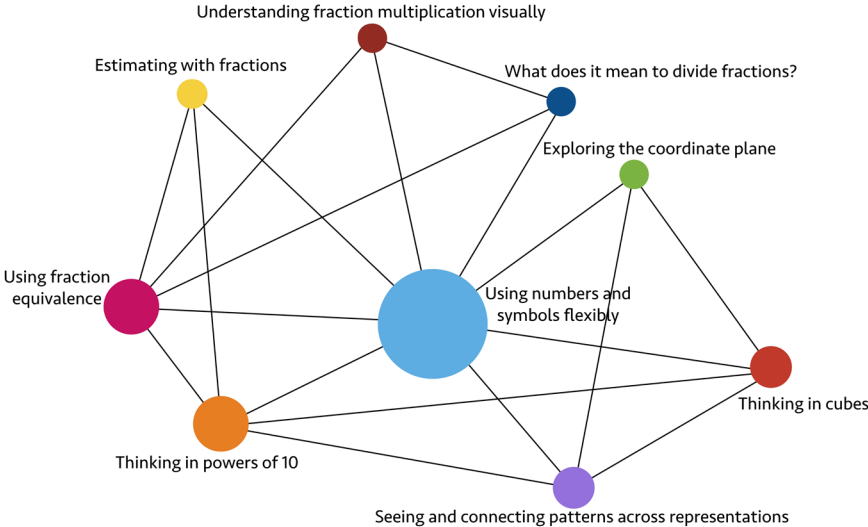 Understanding fraction multiplication visually
Estimating with fractions
What does it mean to divide fractions?
Exploring the coordinate plane
Using fraction
equivalence
Using numbers and
symbols flexibly
Thinking in cubes
Thinking in powers of 10
Seeing and connecting patterns across representations